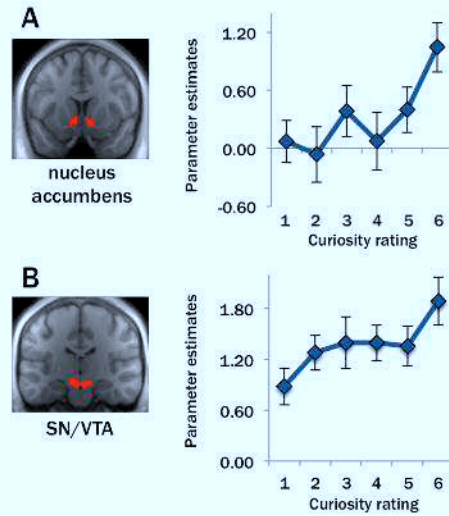 A
nucleus
accumbens
Parameter estimates
1.20
0.60
0.00
-0.60
1 2 3 4 5 6
Curiosity rating
B
SN/VTA
Parameter estimates
1.80
1.20
0.60
0.00
1 2 3 4 5 6
Curiosity rating